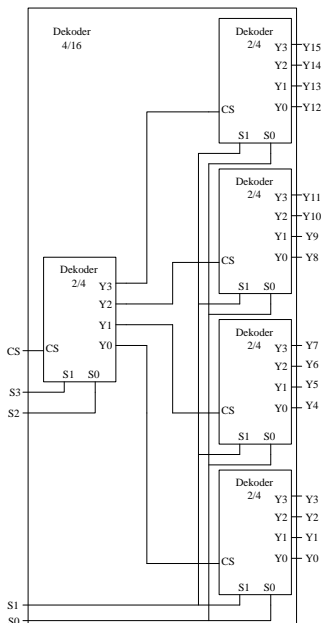 Dekoder
4/16
Dekoder
2/4
Y3 Y15
Y2 Y14
Y1 Y13
Y0 Y12
CS
S1 S0
Dekoder
2/4
Y3 Y11
Y2 Y10
Y1 Y9
Y0 Y8
CS
S1 S0
Dekoder
2/4
Y3
Y2
Y1
Y0
CS CS
S1 S0
S3
S2
Dekoder
2/4
Y3 Y7
Y2 Y6
Y1 Y5
Y0 Y4
CS
S1 S0
Dekoder
2/4
Y3 Y3
Y2 Y2
Y1 Y1
Y0 Y0
CS
S1 S0
S1
S0